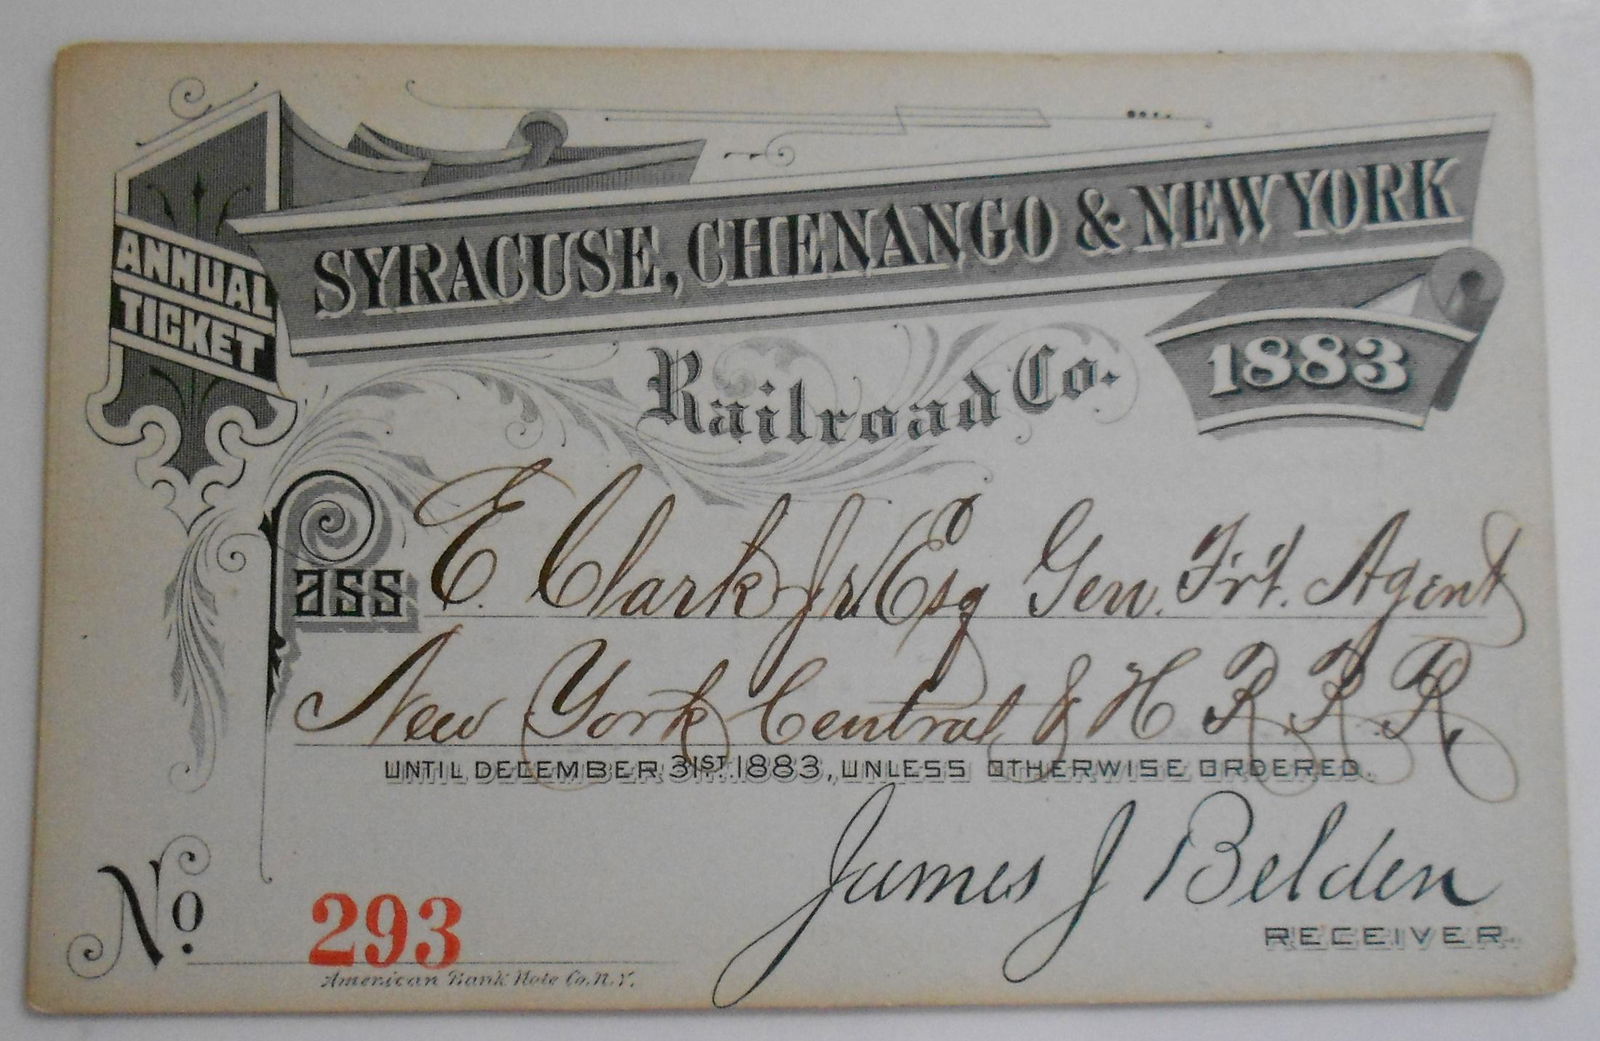 ANNUAL
TICKET
SYRACUSE, CHENANGO & NEW YORK
Railroad Co.
1883
Pass E. Clark Jr. Esq Gen. Frt. Agent
New York Central & H R. R. R.
UNTIL DECEMBER 31ST. 1883, UNLESS OTHERWISE ORDERED.
James J Belden
RECEIVER.
No. 293
American Bank Note Co. N.Y.